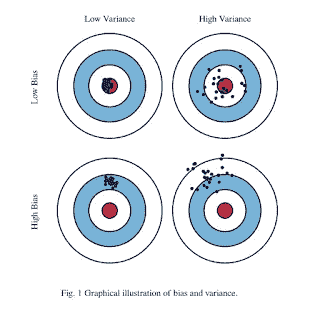 Low Variance High Variance
Low Bias
High Bias
Fig. 1 Graphical illustration of bias and variance.